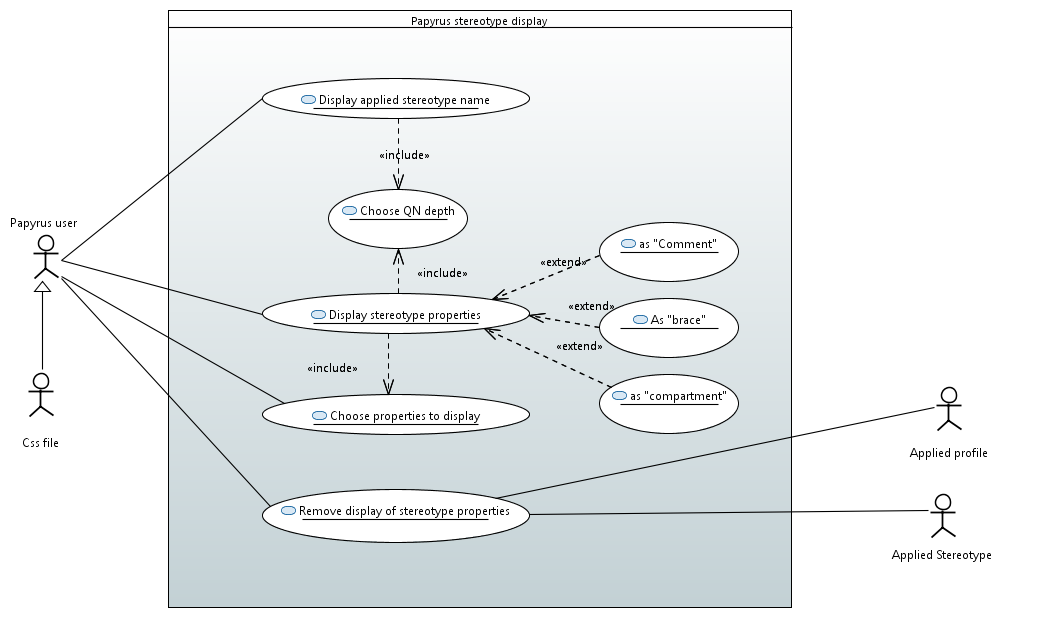 Papyrus stereotype display
Display applied stereotype name
«include»
Choose QN depth
Papyrus user
as "Comment"
«extend»
«include»
«extend»
Display stereotype properties
As "brace"
«extend»
«include»
as "compartment"
Choose properties to display
Css file
Applied profile
Remove display of stereotype properties
Applied Stereotype